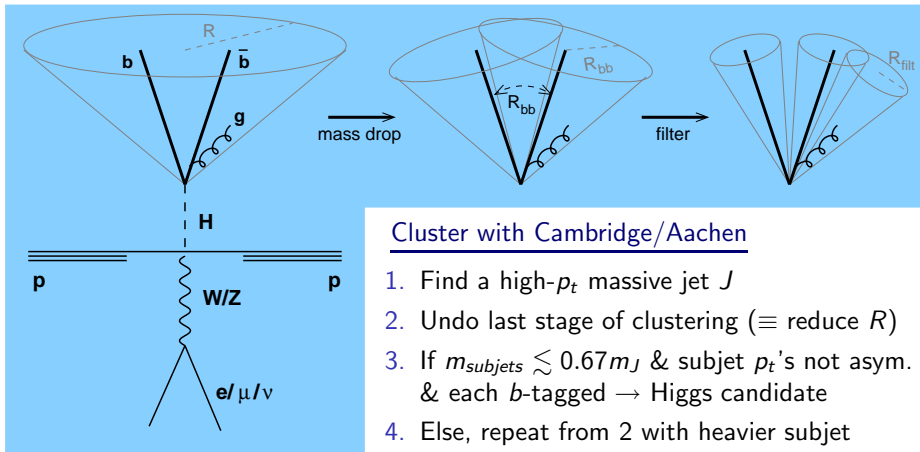 R
b
b̄
g
mass drop
R_bb
R_bb
filter
R_filt
H
p
p
W/Z
e/μ/ν
Cluster with Cambridge/Aachen
1. Find a high-p_t massive jet J
2. Undo last stage of clustering (≡ reduce R)
3. If m_subjets ≲ 0.67m_J & subjet p_t's not asym.
& each b-tagged → Higgs candidate
4. Else, repeat from 2 with heavier subjet